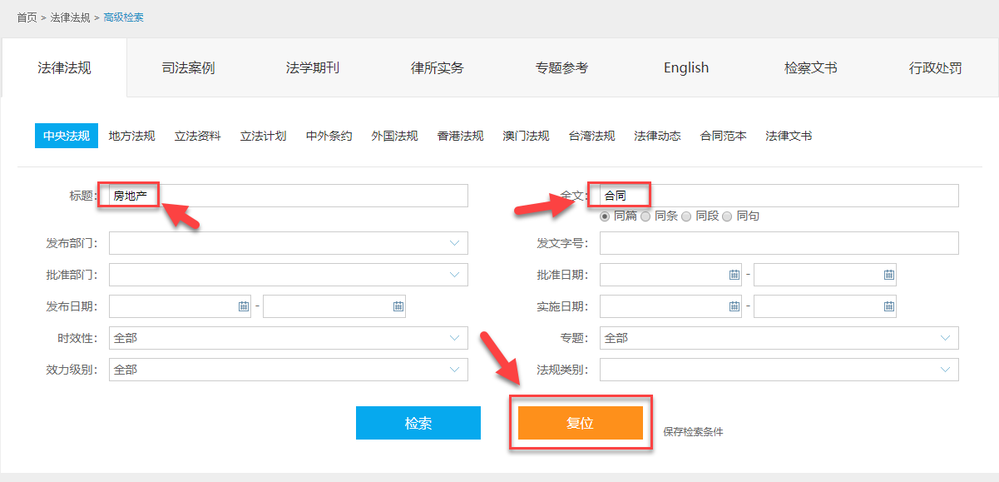 首页 > 法律法规 > 高级检索
法律法规 司法案例 法学期刊 律所实务 专题参考 English 检察文书 行政处罚
中央法规 地方法规 立法资料 立法计划 中外条约 外国法规 香港法规 澳门法规 台湾法规 法律动态 合同范本 法律文书
标题: 房地产 全文: 合同
同篇 同条 同段 同句
发布部门: 发文字号:
批准部门: 批准日期: -
发布日期: - 实施日期: -
时效性: 全部 专题: 全部
效力级别: 全部 法规类别:
检索 复位 保存检索条件